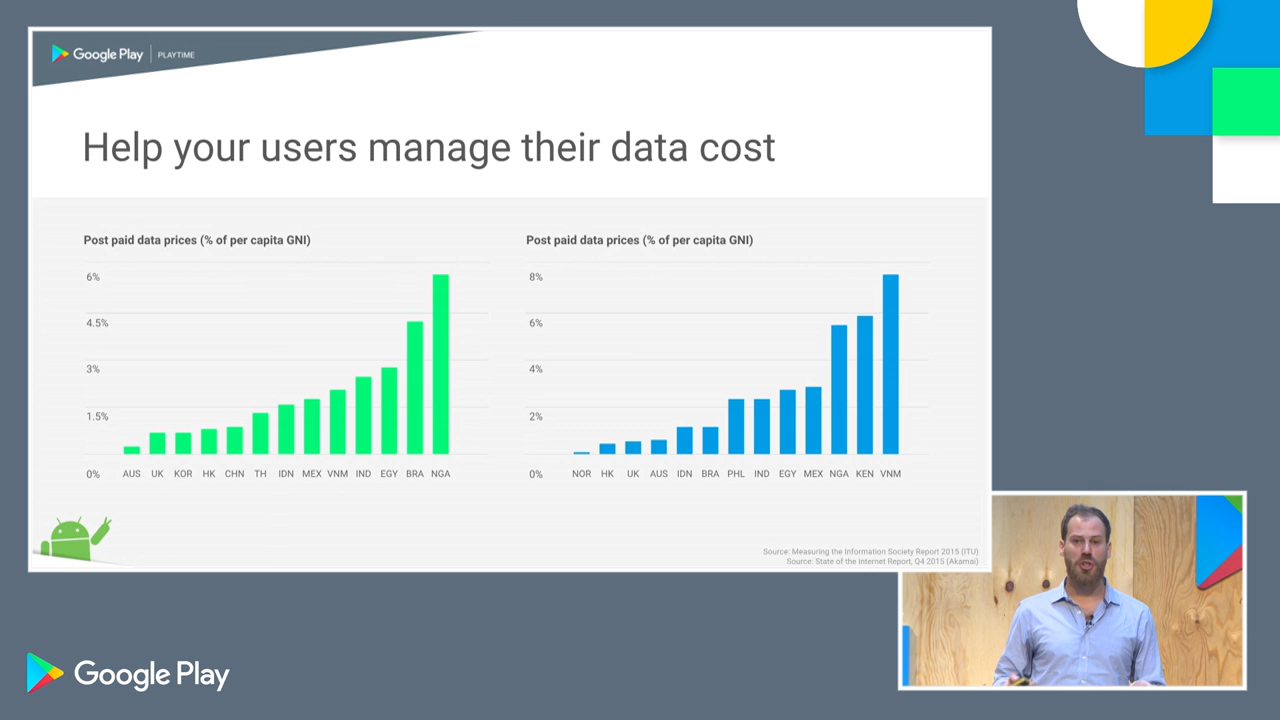 Google Play | PLAYTIME
Help your users manage their data cost
Post paid data prices (% of per capita GNI)
6%
4.5%
3%
1.5%
0%
AUS UK KOR HK CHN TH IDN MEX VNM IND EGY BRA NGA
Post paid data prices (% of per capita GNI)
8%
6%
4%
2%
0%
NOR HK UK AUS IDN BRA PHL IND EGY MEX NGA KEN VNM
Source: Measuring the Information Society Report 2015 (ITU)
Source: State of the Internet Report, Q4 2015 (Akamai)
Google Play